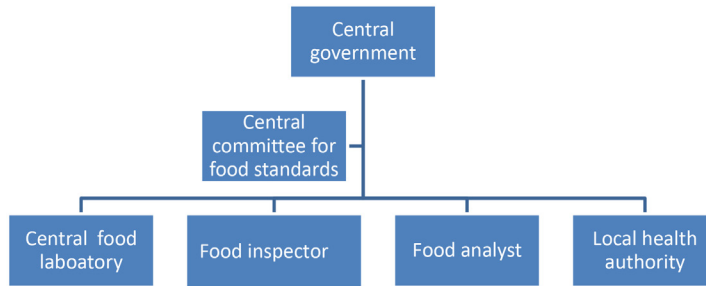 Central
government
Central
committee for
food standards
Central food
laboatory
Food inspector
Food analyst
Local health
authority